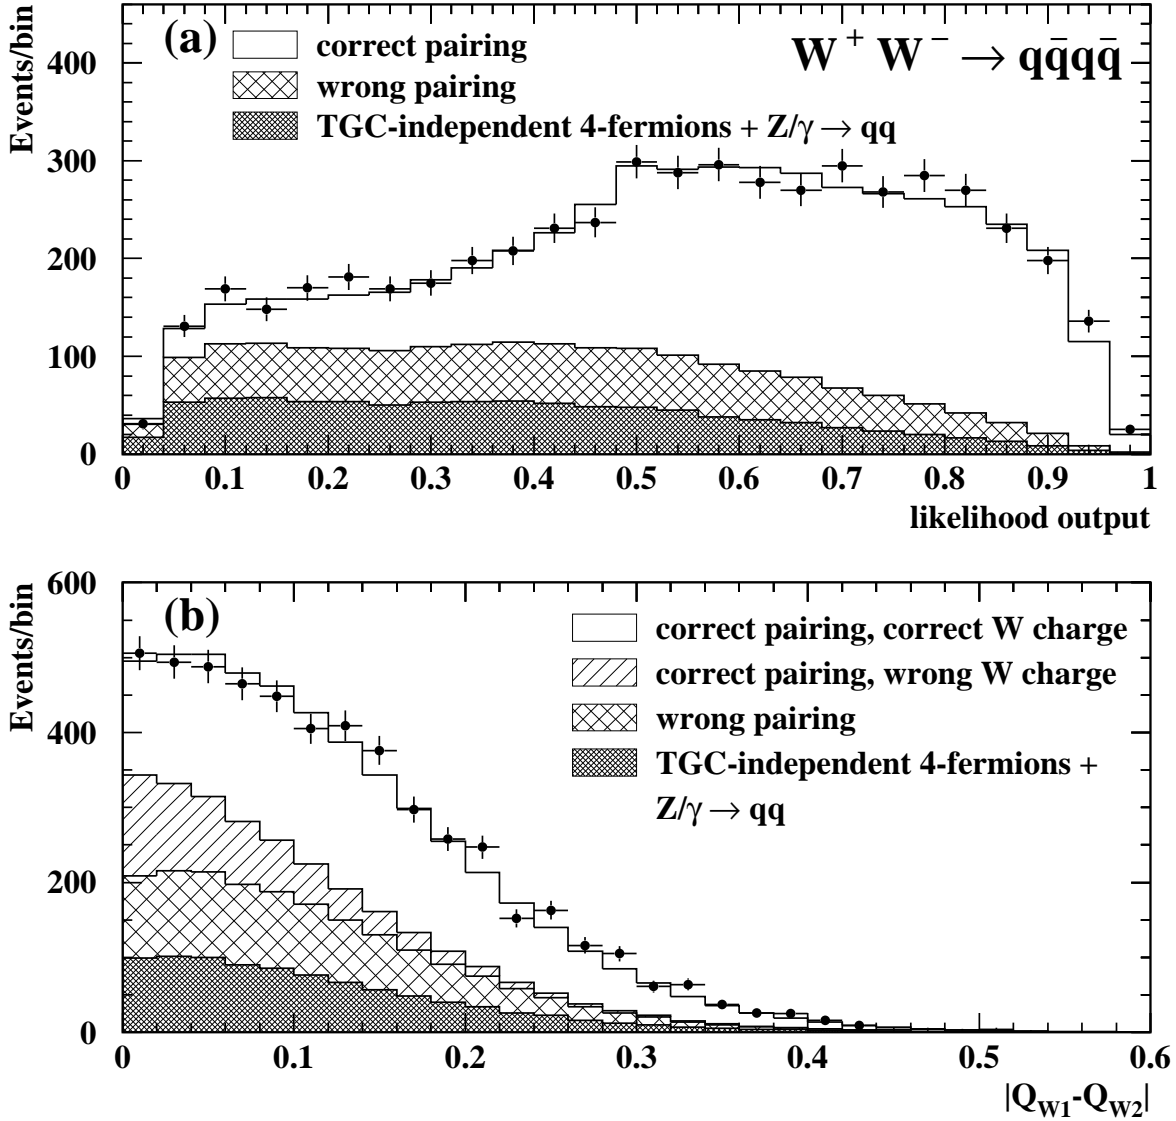 (a)
W⁺ W⁻ → qq̄qq̄
correct pairing
wrong pairing
TGC-independent 4-fermions + Z/γ → qq
Events/bin
400
300
200
100
0
0 0.1 0.2 0.3 0.4 0.5 0.6 0.7 0.8 0.9 1
likelihood output
(b)
correct pairing, correct W charge
correct pairing, wrong W charge
wrong pairing
TGC-independent 4-fermions +
Z/γ → qq
Events/bin
600
400
200
0
0 0.1 0.2 0.3 0.4 0.5 0.6
|Q_W1-Q_W2|